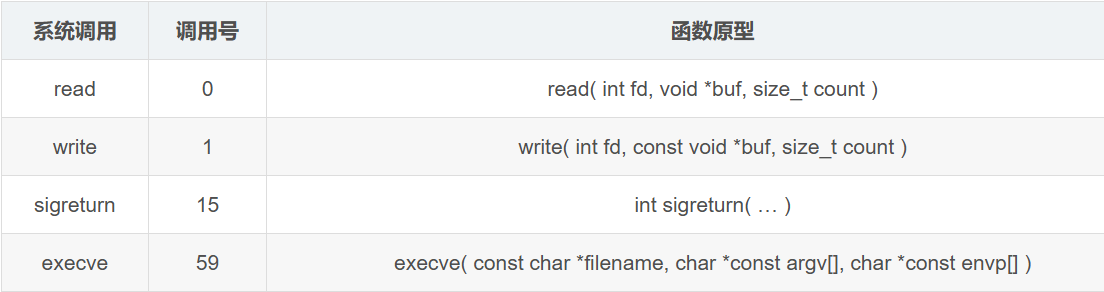 系统调用 调用号 函数原型
read 0 read( int fd, void *buf, size_t count )
write 1 write( int fd, const void *buf, size_t count )
sigreturn 15 int sigreturn( … )
execve 59 execve( const char *filename, char *const argv[], char *const envp[] )